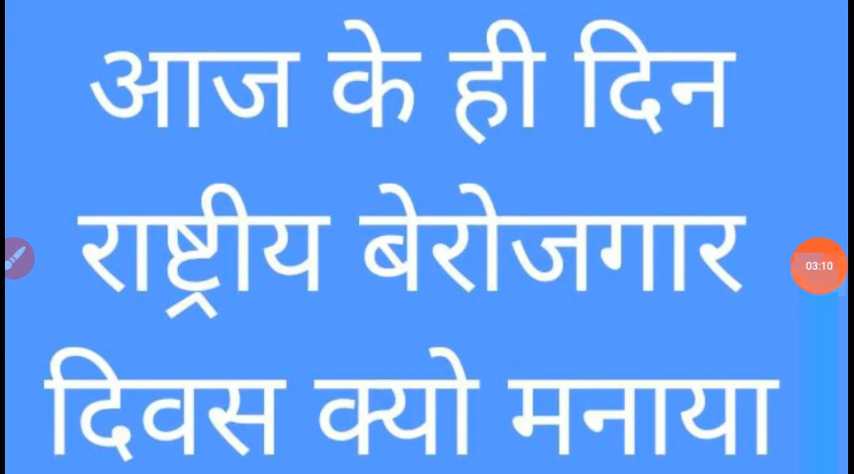 आज के ही दिन
राष्ट्रीय बेरोजगार
03:10
दिवस क्यो मनाया